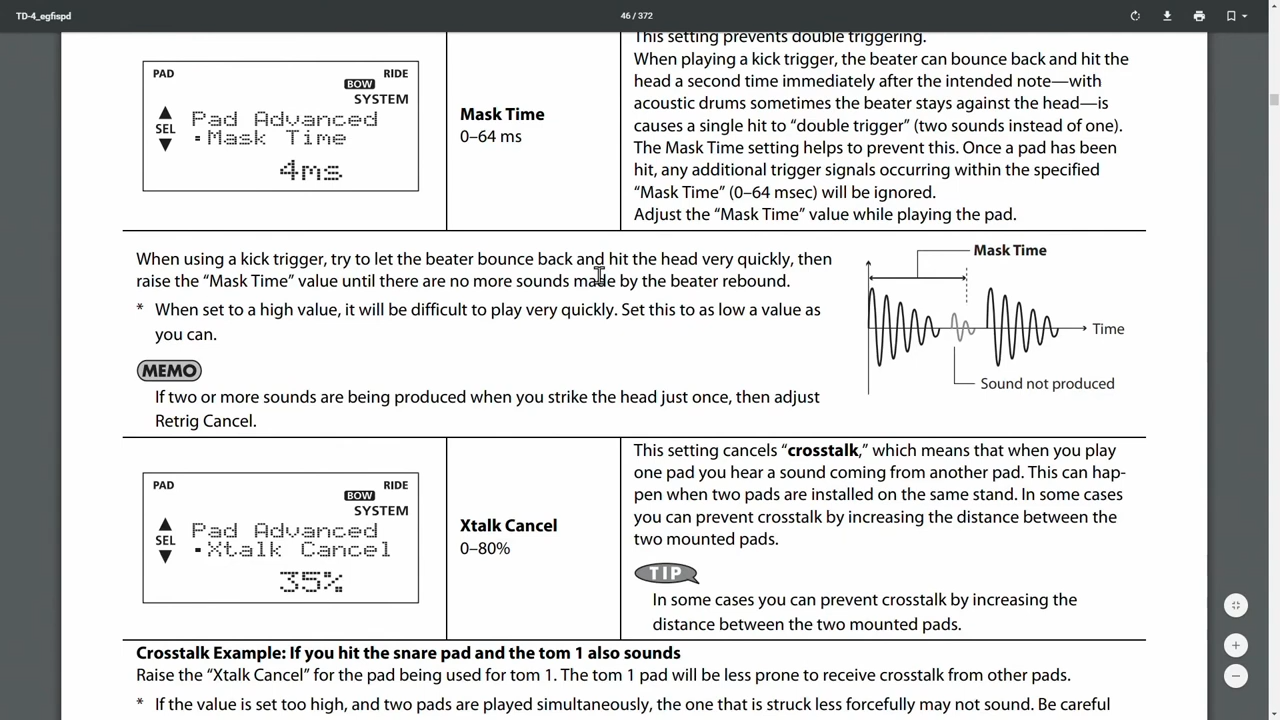 TD-4_egfispd
46 / 372
This setting prevents double triggering.
When playing a kick trigger, the beater can bounce back and hit the
head a second time immediately after the intended note—with
acoustic drums sometimes the beater stays against the head—is
causes a single hit to “double trigger” (two sounds instead of one).
The Mask Time setting helps to prevent this. Once a pad has been
hit, any additional trigger signals occurring within the specified
“Mask Time” (0–64 msec) will be ignored.
Adjust the “Mask Time” value while playing the pad.
PAD
RIDE
BOW
SYSTEM
SEL
Pad Advanced
·Mask Time
4ms
Mask Time
0–64 ms
When using a kick trigger, try to let the beater bounce back and hit the head very quickly, then
raise the “Mask Time” value until there are no more sounds made by the beater rebound.
* When set to a high value, it will be difficult to play very quickly. Set this to as low a value as
you can.
MEMO
If two or more sounds are being produced when you strike the head just once, then adjust
Retrig Cancel.
Mask Time
Time
Sound not produced
PAD
RIDE
BOW
SYSTEM
SEL
Pad Advanced
·Xtalk Cancel
35%
Xtalk Cancel
0–80%
This setting cancels “crosstalk,” which means that when you play
one pad you hear a sound coming from another pad. This can hap-
pen when two pads are installed on the same stand. In some cases
you can prevent crosstalk by increasing the distance between the
two mounted pads.
TIP
In some cases you can prevent crosstalk by increasing the
distance between the two mounted pads.
Crosstalk Example: If you hit the snare pad and the tom 1 also sounds
Raise the “Xtalk Cancel” for the pad being used for tom 1. The tom 1 pad will be less prone to receive crosstalk from other pads.
* If the value is set too high, and two pads are played simultaneously, the one that is struck less forcefully may not sound. Be careful